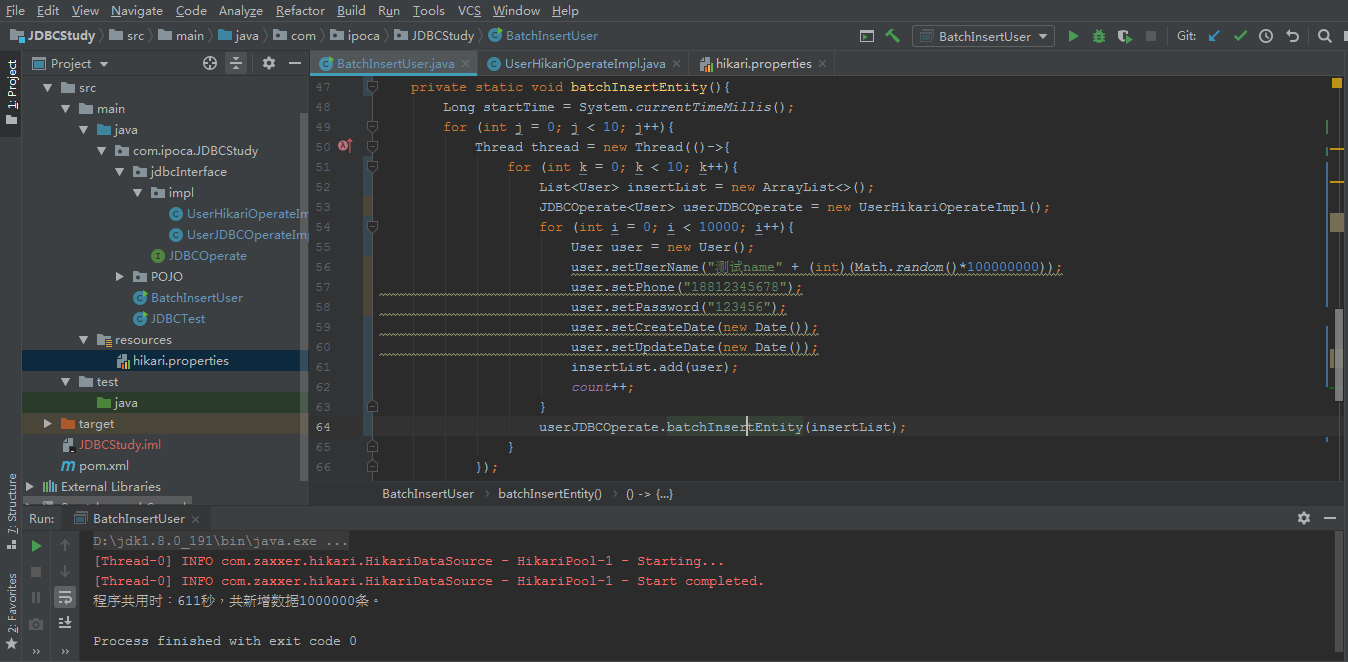 File Edit View Navigate Code Analyze Refactor Build Run Tools VCS Window Help
JDBCStudy src main java com ipoca JDBCStudy BatchInsertUser
BatchInsertUser Git:
1: Project
Project
BatchInsertUser.java UserHikariOperateImpl.java hikari.properties
src
main
java
com.ipoca.JDBCStudy
jdbcInterface
impl
UserHikariOperateIm
UserJDBCOperateIm
JDBCOperate
POJO
BatchInsertUser
JDBCTest
resources
hikari.properties
test
java
target
JDBCStudy.iml
pom.xml
External Libraries
47 private static void batchInsertEntity(){
48 Long startTime = System.currentTimeMillis();
49 for (int j = 0; j < 10; j++){
50 Thread thread = new Thread(()->{
51 for (int k = 0; k < 10; k++){
52 List<User> insertList = new ArrayList<>();
53 JDBCOperate<User> userJDBCOperate = new UserHikariOperateImpl();
54 for (int i = 0; i < 10000; i++){
55 User user = new User();
56 user.setUserName("测试name" + (int)(Math.random()*100000000));
57 user.setPhone("18812345678");
58 user.setPassword("123456");
59 user.setCreateDate(new Date());
60 user.setUpdateDate(new Date());
61 insertList.add(user);
62 count++;
63 }
64 userJDBCOperate.batchInsertEntity(insertList);
65 }
66 });
BatchInsertUser batchInsertEntity() () -> {...}
7: Structure
2: Favorites
Run: BatchInsertUser
D:\jdk1.8.0_191\bin\java.exe ...
[Thread-0] INFO com.zaxxer.hikari.HikariDataSource - HikariPool-1 - Starting...
[Thread-0] INFO com.zaxxer.hikari.HikariDataSource - HikariPool-1 - Start completed.
程序共用时：611秒，共新增数据1000000条。
Process finished with exit code 0